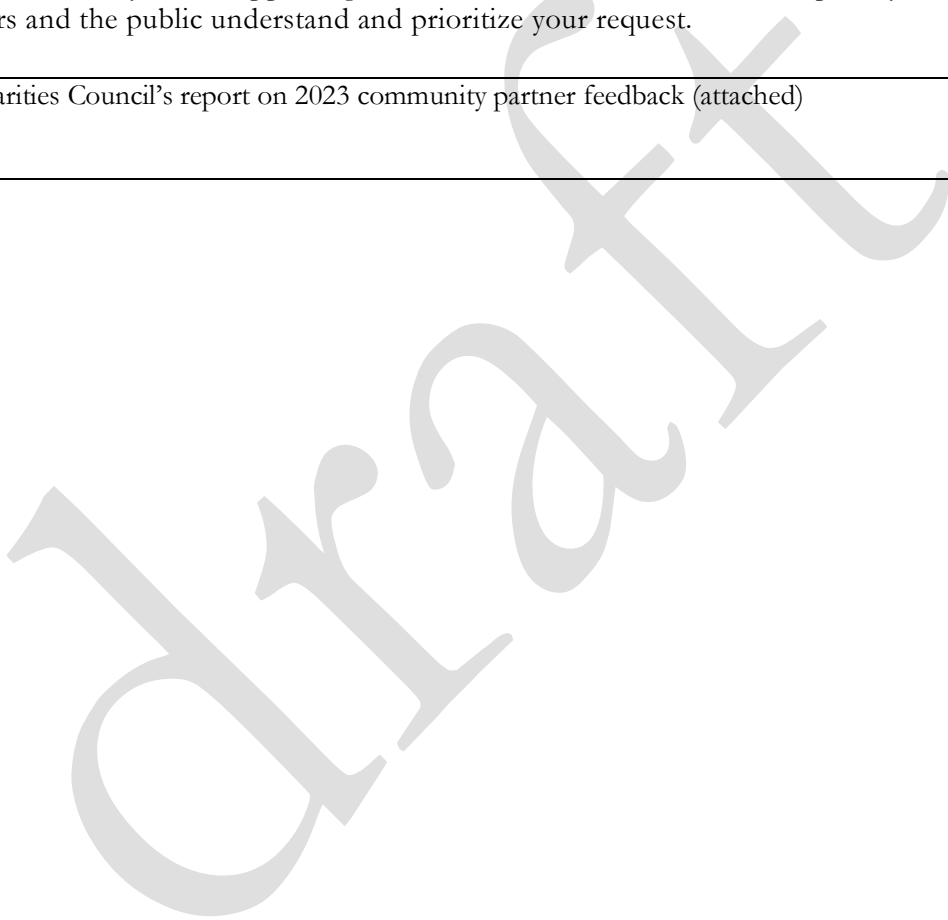 rs and the public understand and prioritize your request.
arities Council’s report on 2023 community partner feedback (attached)
draft